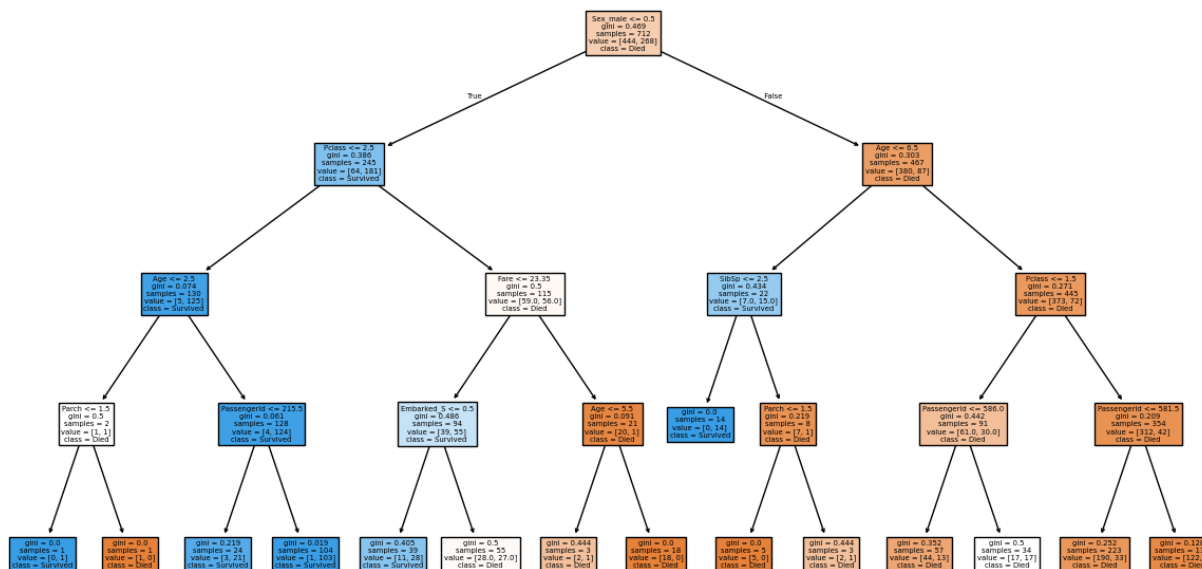 Sex_male <= 0.5
gini = 0.469
samples = 712
value = [444, 268]
class = Died
True
False
Pclass <= 2.5
gini = 0.386
samples = 245
value = [64, 181]
class = Survived
Age <= 6.5
gini = 0.303
samples = 467
value = [380, 87]
class = Died
Age <= 2.5
gini = 0.074
samples = 130
value = [5, 125]
class = Survived
Fare <= 23.35
gini = 0.5
samples = 115
value = [59.0, 56.0]
class = Died
SibSp <= 2.5
gini = 0.434
samples = 22
value = [7.0, 15.0]
class = Survived
Pclass <= 1.5
gini = 0.271
samples = 445
value = [373, 72]
class = Died
Parch <= 1.5
gini = 0.5
samples = 2
value = [1, 1]
class = Died
PassengerId <= 215.5
gini = 0.061
samples = 128
value = [4, 124]
class = Survived
Embarked_S <= 0.5
gini = 0.486
samples = 94
value = [39, 55]
class = Survived
Age <= 5.5
gini = 0.091
samples = 21
value = [20, 1]
class = Died
gini = 0.0
samples = 14
value = [0, 14]
class = Survived
Parch <= 1.5
gini = 0.219
samples = 8
value = [7, 1]
class = Died
PassengerId <= 586.0
gini = 0.442
samples = 91
value = [61.0, 30.0]
class = Died
PassengerId <= 581.5
gini = 0.209
samples = 354
value = [312, 42]
class = Died
gini = 0.0
samples = 1
value = [0, 1]
class = Survived
gini = 0.0
samples = 1
value = [1, 0]
class = Died
gini = 0.219
samples = 24
value = [3, 21]
class = Survived
gini = 0.019
samples = 104
value = [1, 103]
class = Survived
gini = 0.405
samples = 39
value = [11, 28]
class = Survived
gini = 0.5
samples = 55
value = [28.0, 27.0]
class = Died
gini = 0.444
samples = 3
value = [2, 1]
class = Died
gini = 0.0
samples = 18
value = [18, 0]
class = Died
gini = 0.0
samples = 5
value = [5, 0]
class = Died
gini = 0.444
samples = 3
value = [2, 1]
class = Died
gini = 0.352
samples = 57
value = [44, 13]
class = Died
gini = 0.5
samples = 34
value = [17, 17]
class = Died
gini = 0.252
samples = 223
value = [190, 33]
class = Died
gini =
samples =
value = [122,
class = Died